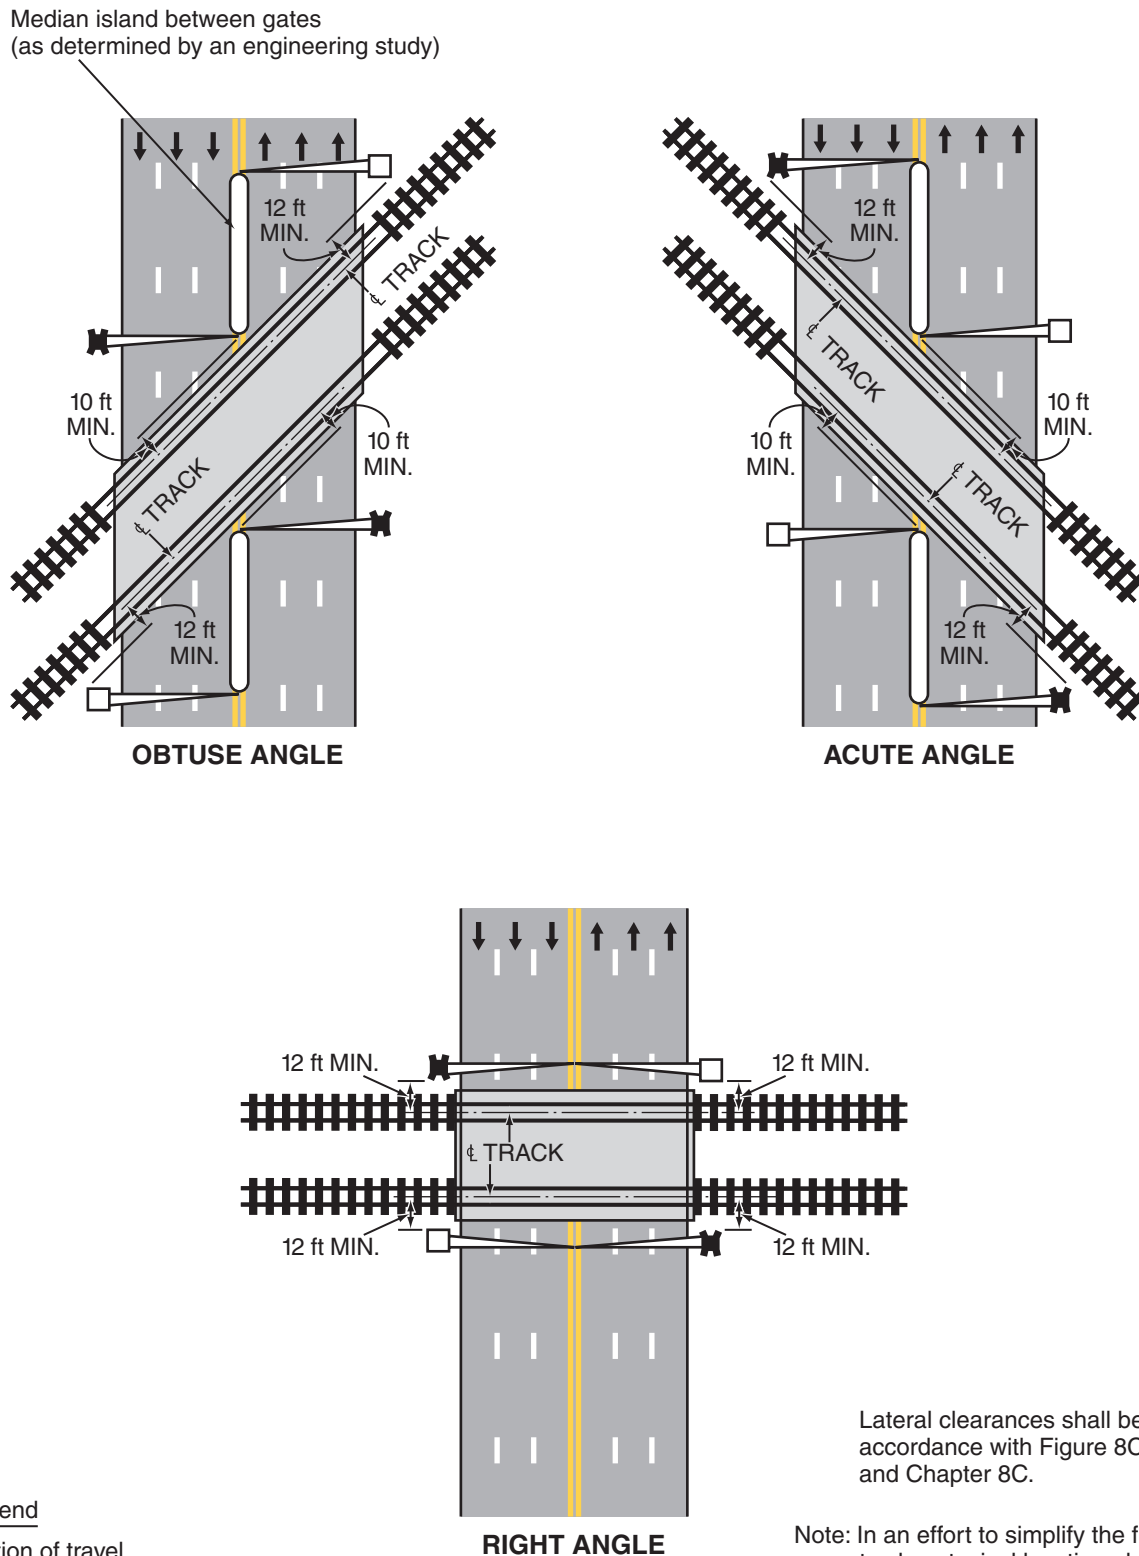 Median island between gates
(as determined by an engineering study)
12 ft
MIN.
℄ TRACK
10 ft
MIN.
10 ft
MIN.
℄ TRACK
12 ft
MIN.
OBTUSE ANGLE
12 ft
MIN.
℄ TRACK
10 ft
MIN.
10 ft
MIN.
℄ TRACK
12 ft
MIN.
ACUTE ANGLE
12 ft MIN.
12 ft MIN.
℄ TRACK
12 ft MIN.
12 ft MIN.
RIGHT ANGLE
Lateral clearances shall be
accordance with Figure 8C
and Chapter 8C.
end
tion of travel
Note: In an effort to simplify the f